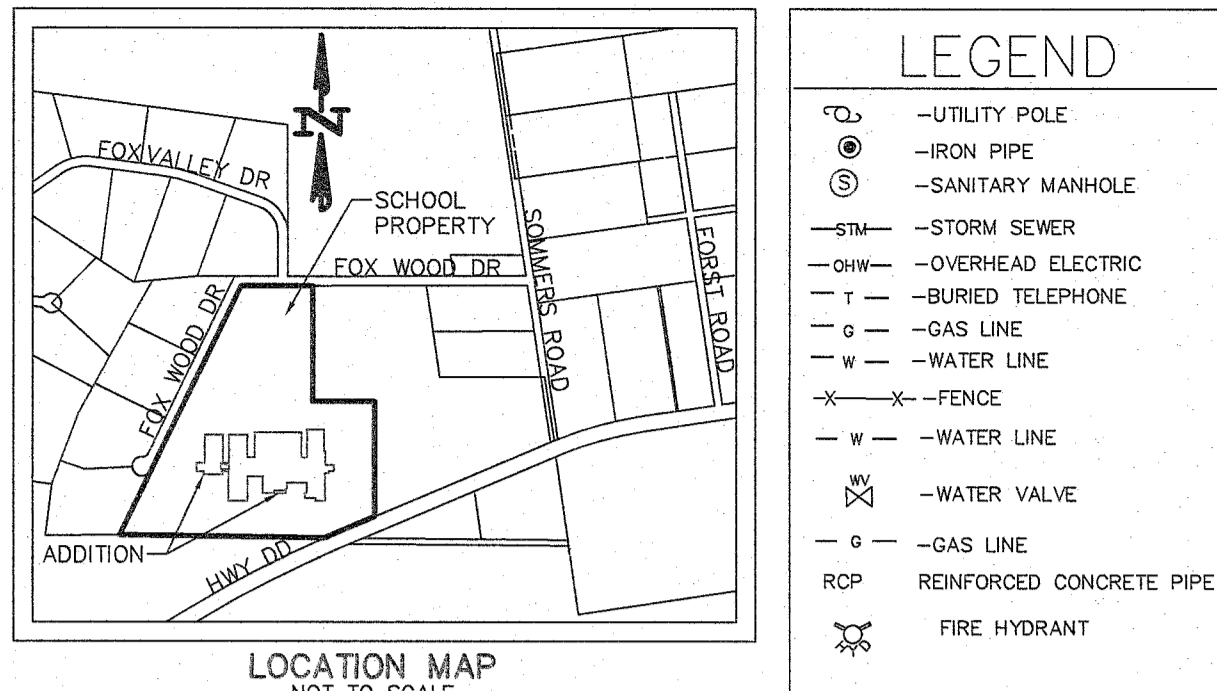 N
FOX VALLEY DR
SCHOOL
PROPERTY
FOX WOOD DR
SOMMERS ROAD
FORST ROAD
FOX WOOD DR
ADDITION
HWY DD
LOCATION MAP
NOT TO SCALE
LEGEND
-UTILITY POLE
-IRON PIPE
S -SANITARY MANHOLE
STM -STORM SEWER
OHW -OVERHEAD ELECTRIC
T -BURIED TELEPHONE
G -GAS LINE
W -WATER LINE
X X -FENCE
W -WATER LINE
WV -WATER VALVE
G -GAS LINE
RCP REINFORCED CONCRETE PIPE
FIRE HYDRANT